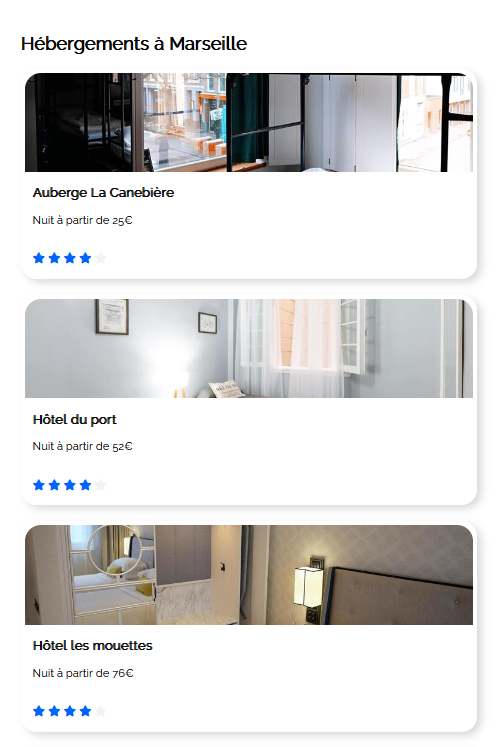 Hébergements à Marseille
Auberge La Canebière
Nuit à partir de 25€
Hôtel du port
Nuit à partir de 52€
Hôtel les mouettes
Nuit à partir de 76€